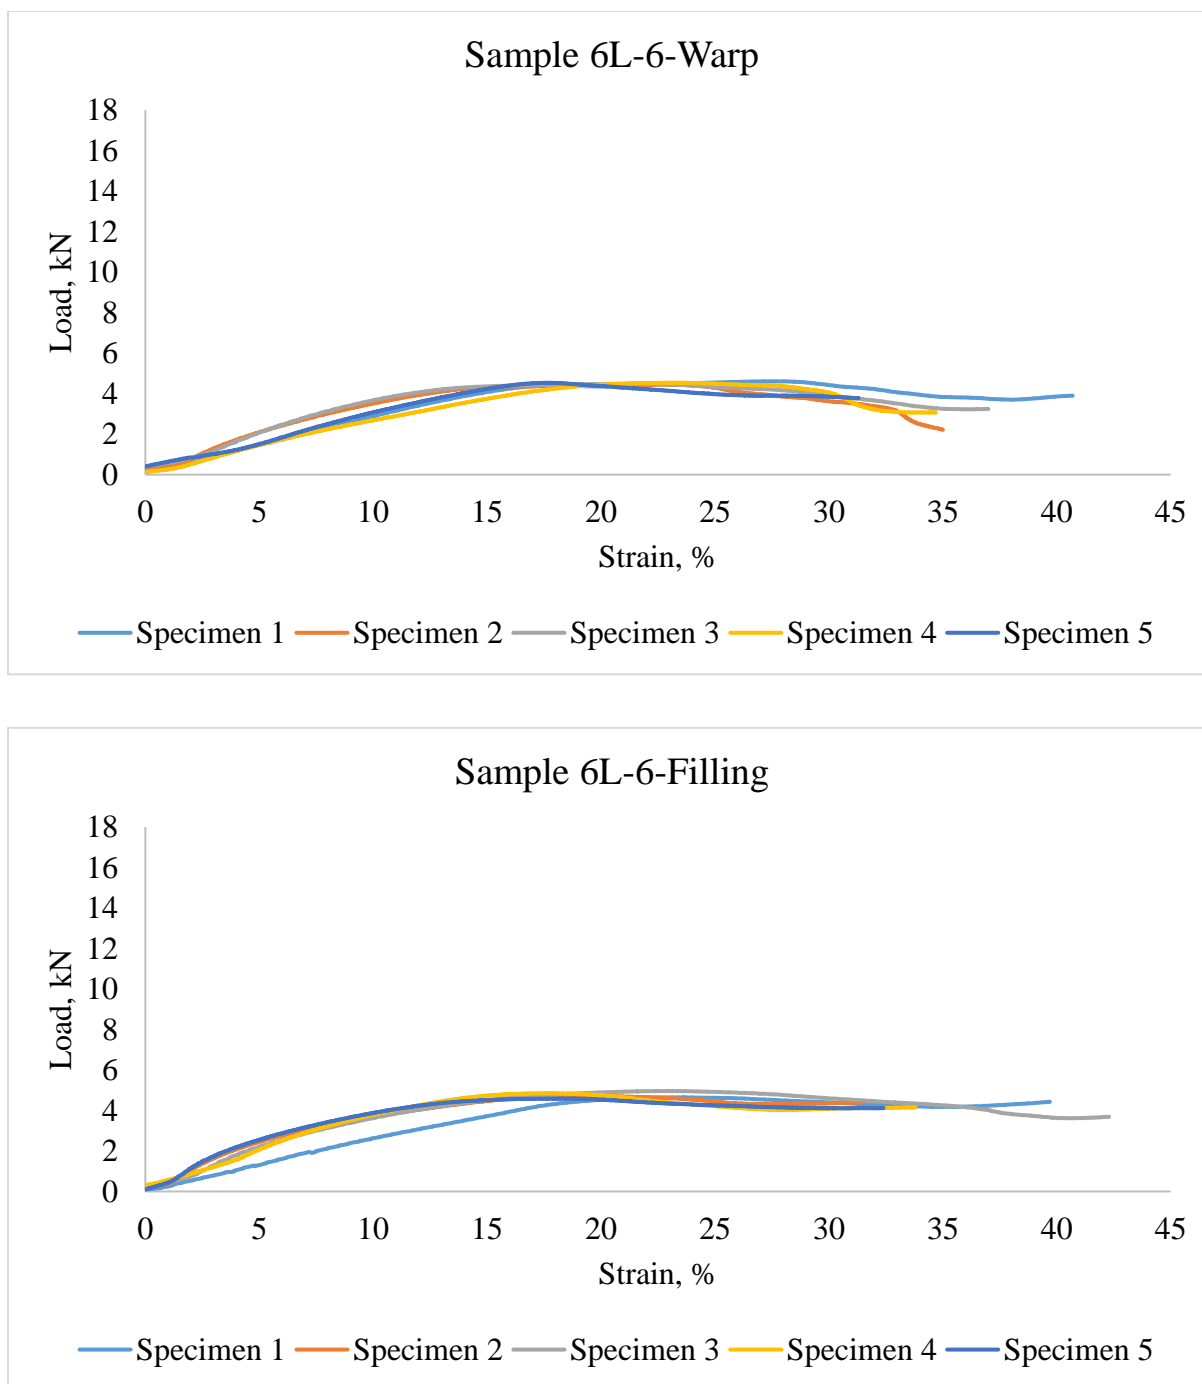 Sample 6L-6-Warp
18
16
14
12
10
8
6
4
2
0
Load, kN
0 5 10 15 20 25 30 35 40 45
Strain, %
Specimen 1 Specimen 2 Specimen 3 Specimen 4 Specimen 5
Sample 6L-6-Filling
18
16
14
12
10
8
6
4
2
0
Load, kN
0 5 10 15 20 25 30 35 40 45
Strain, %
Specimen 1 Specimen 2 Specimen 3 Specimen 4 Specimen 5